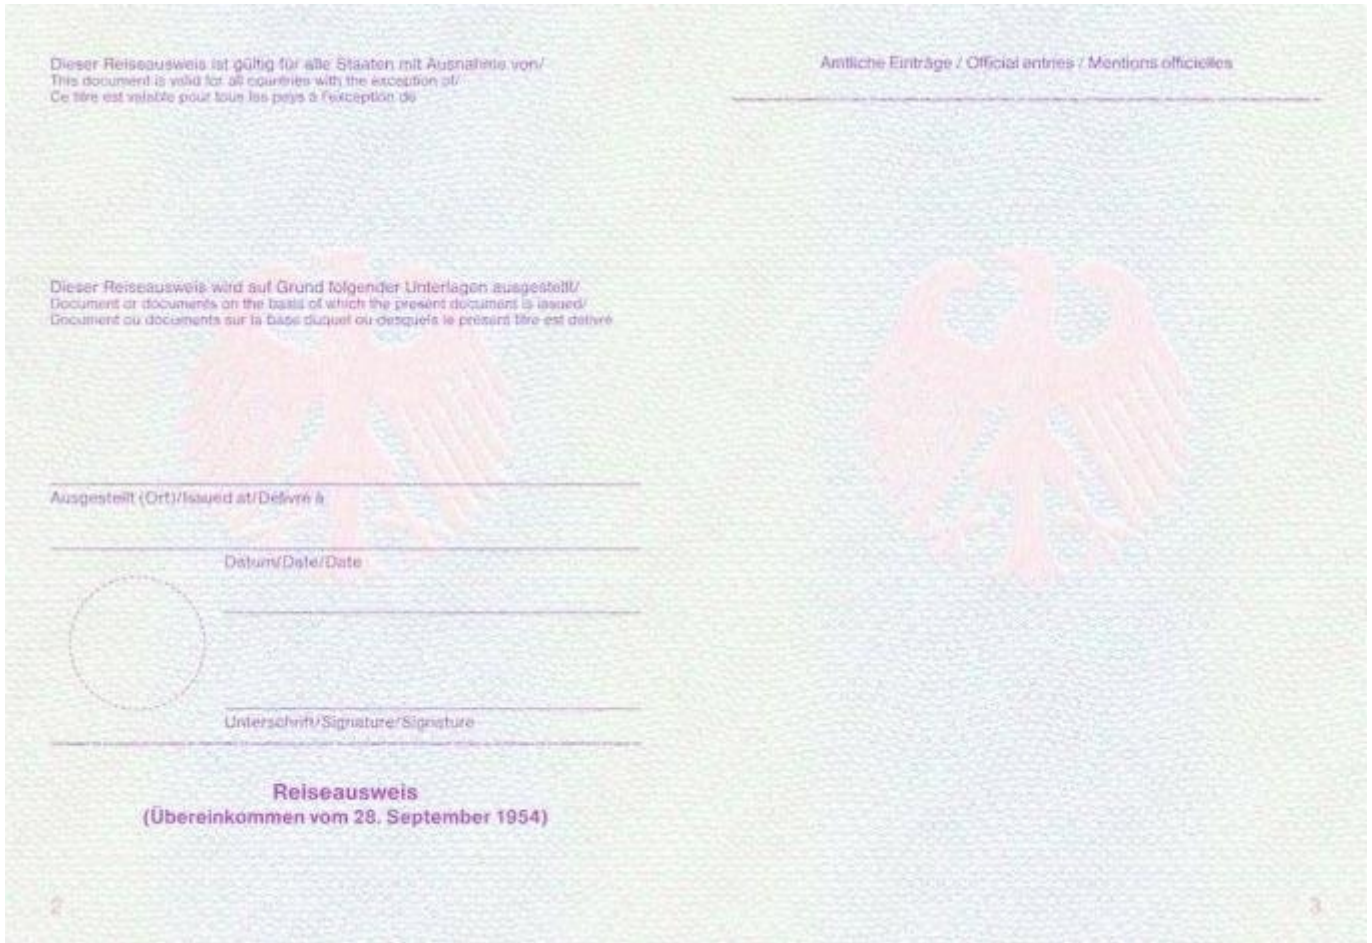 Dieser Reiseausweis ist gültig für alle Staaten mit Ausnahme von/
This document is valid for all countries with the exception of/
Ce titre est valable pour tous les pays à l'exception de
Dieser Reiseausweis wird auf Grund folgender Unterlagen ausgestellt/
Document or documents on the basis of which the present document is issued/
Document ou documents sur la base duquel ou desquels le présent titre est délivré
Ausgestellt (Ort)/Issued at/Délivré à
Datum/Date/Date
Unterschrift/Signature/Signature
Reiseausweis
(Übereinkommen vom 28. September 1954)
2
Amtliche Einträge / Official entries / Mentions officielles
3